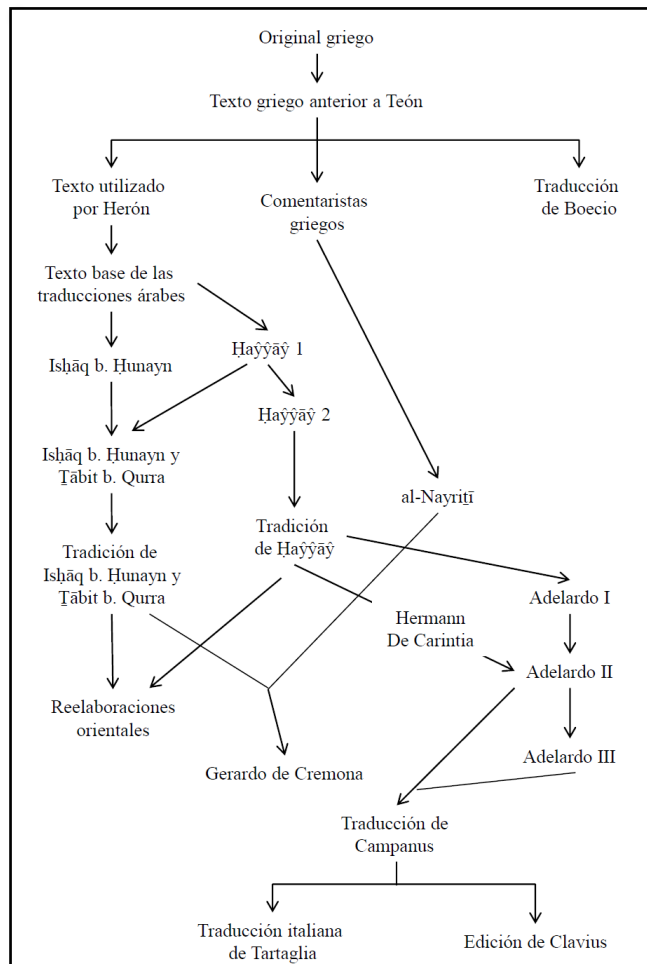 Original griego
Texto griego anterior a Teón
Texto utilizado
por Herón
Comentaristas
griegos
Traducción
de Boecio
Texto base de las
traducciones árabes
Isḥāq b. Ḥunayn
Ḥaŷŷāŷ 1
Ḥaŷŷāŷ 2
Isḥāq b. Ḥunayn y
Ṯābit b. Qurra
al-Nayriṯī
Tradición
de Ḥaŷŷāŷ
Tradición de
Isḥāq b. Ḥunayn y
Ṯābit b. Qurra
Adelardo I
Hermann
De Carintia
Adelardo II
Reelaboraciones
orientales
Adelardo III
Gerardo de Cremona
Traducción de
Campanus
Traducción italiana
de Tartaglia
Edición de Clavius